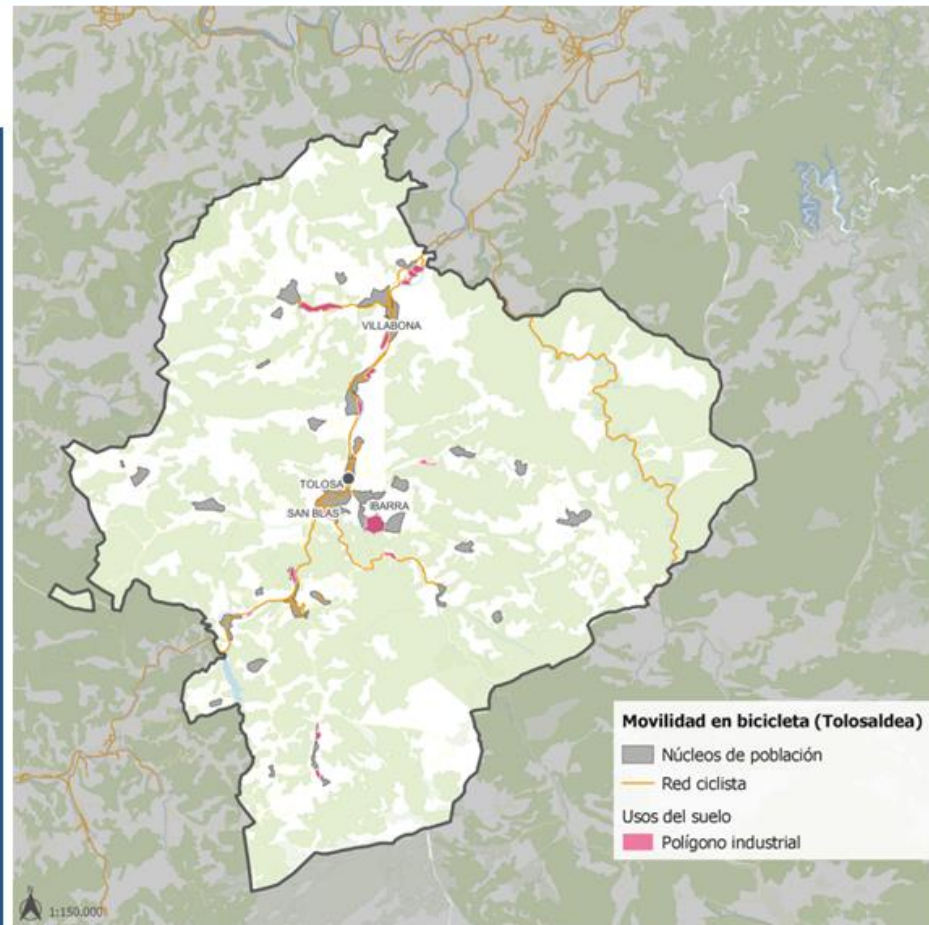 VILLABONA
TOLOSA
SAN BLAS
IBARRA
Movilidad en bicicleta (Tolosaldea)
Núcleos de población
Red ciclista
Usos del suelo
Polígono industrial
N
1:150.000